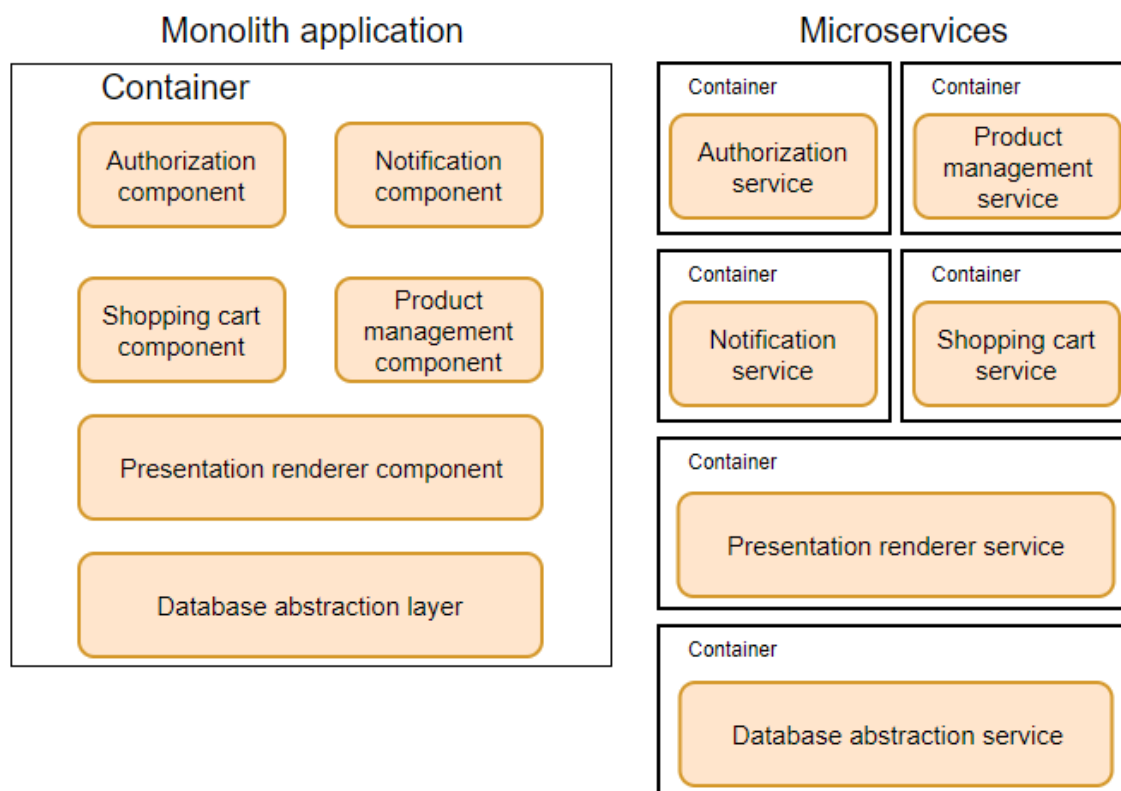 Monolith application
Container
Authorization
component
Notification
component
Shopping cart
component
Product
management
component
Presentation renderer component
Database abstraction layer
Microservices
Container
Authorization
service
Container
Product
management
service
Container
Notification
service
Container
Shopping cart
service
Container
Presentation renderer service
Container
Database abstraction service